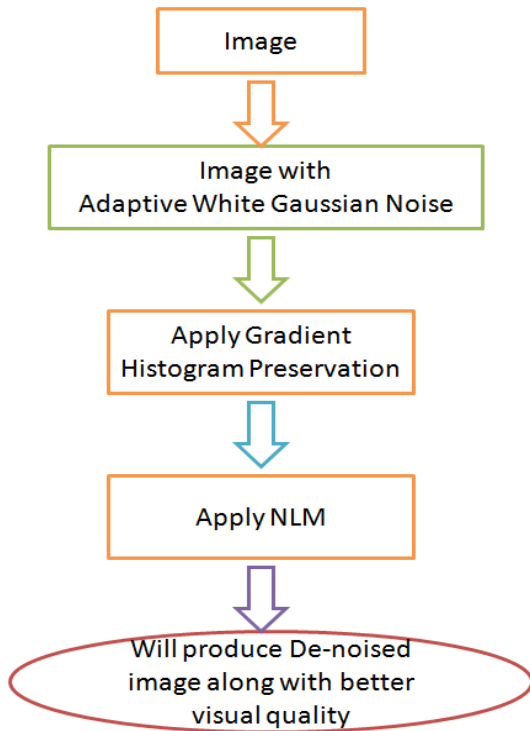 Image
Image with
Adaptive White Gaussian Noise
Apply Gradient
Histogram Preservation
Apply NLM
Will produce De-noised
image along with better
visual quality